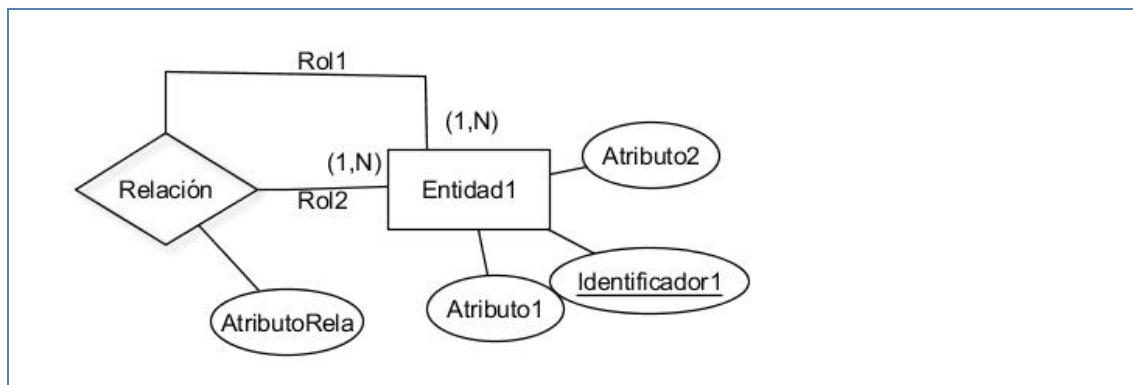 Rol1
(1,N)
(1,N)
Atributo2
Relación
Entidad1
Rol2
Identificador1
Atributo1
AtributoRela